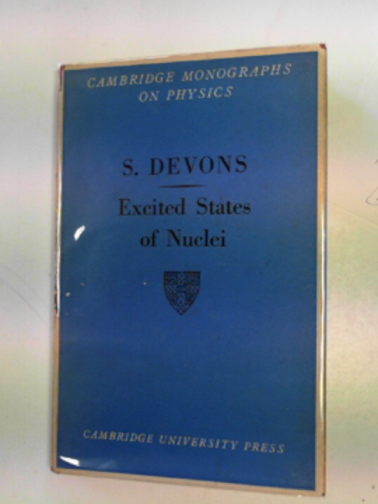 CAMBRIDGE MONOGRAPHS
ON PHYSICS
S. DEVONS
Excited States
of Nuclei
CAMBRIDGE UNIVERSITY PRESS